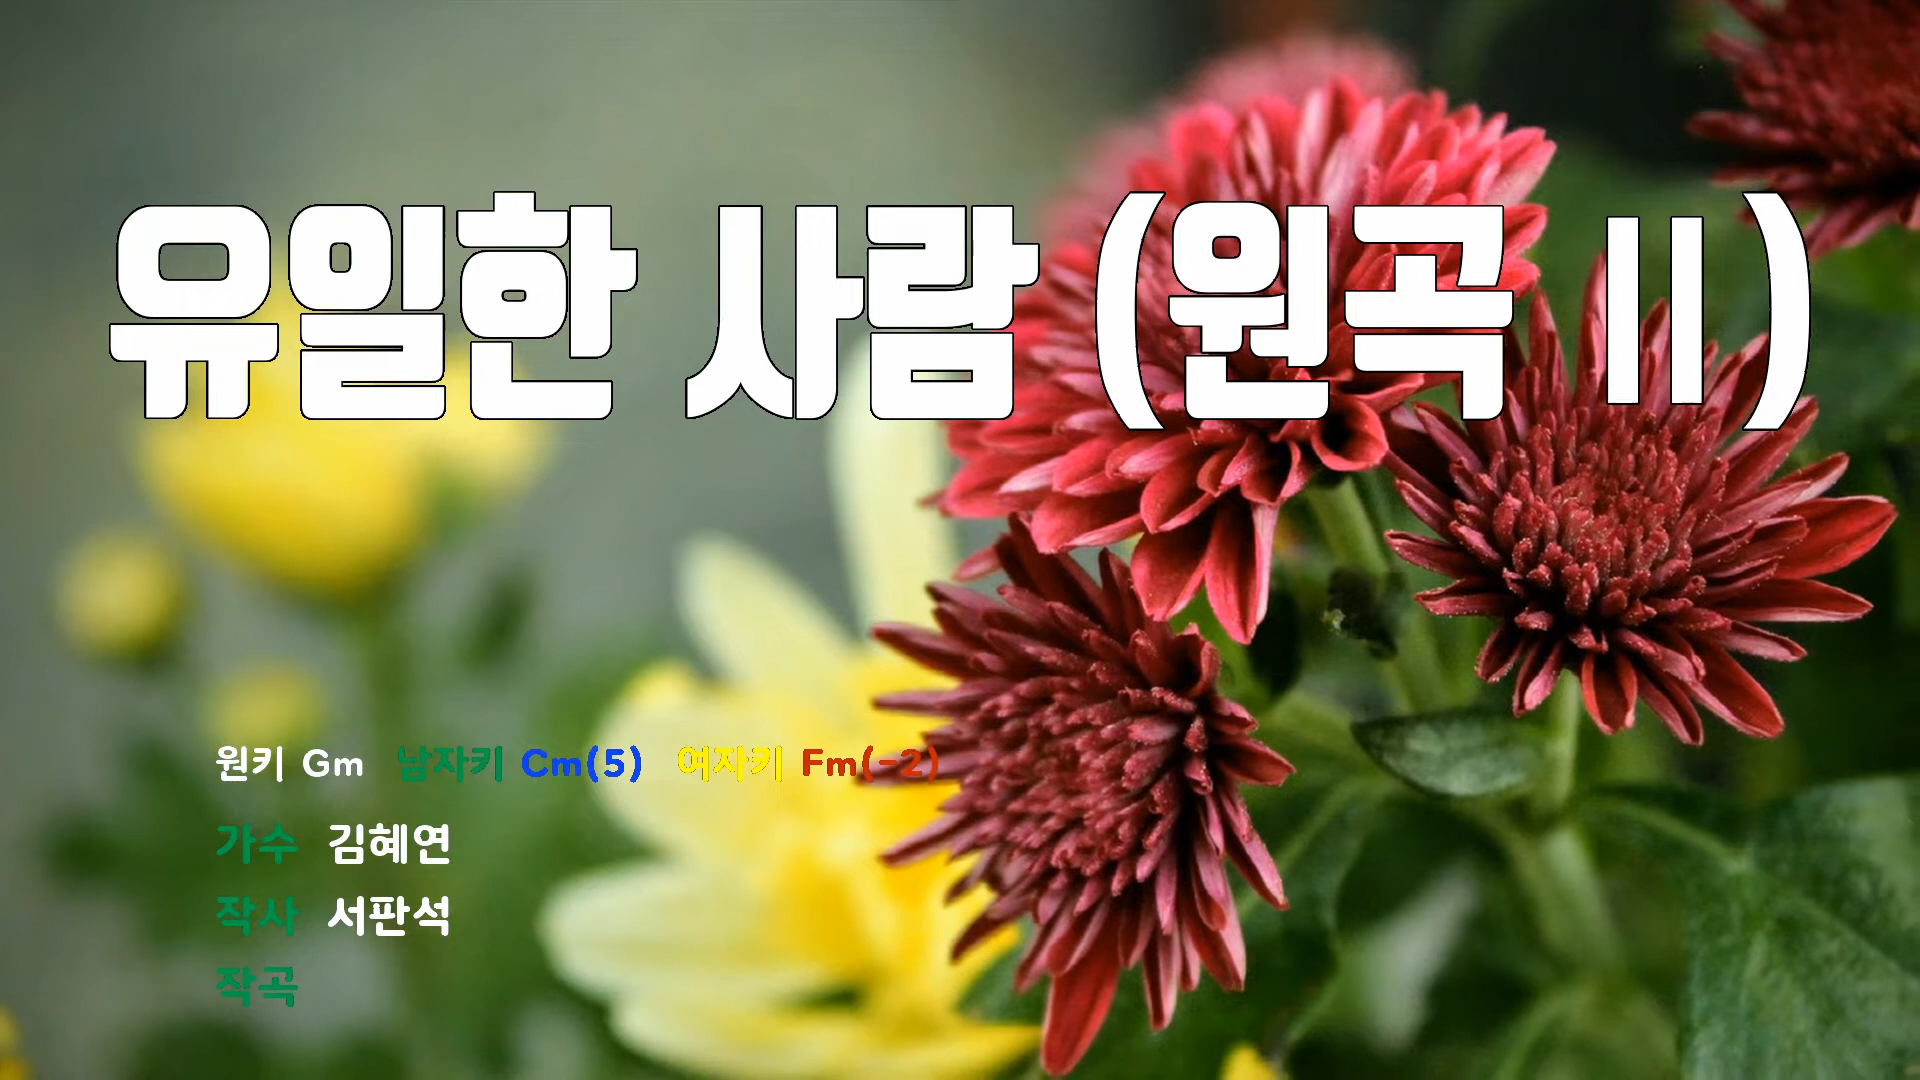 유일한 사람 (원곡 II)
원키 Gm 남자키 Cm(5) 여자키 Fm(-2)
가수 김혜연
작사 서판석
작곡